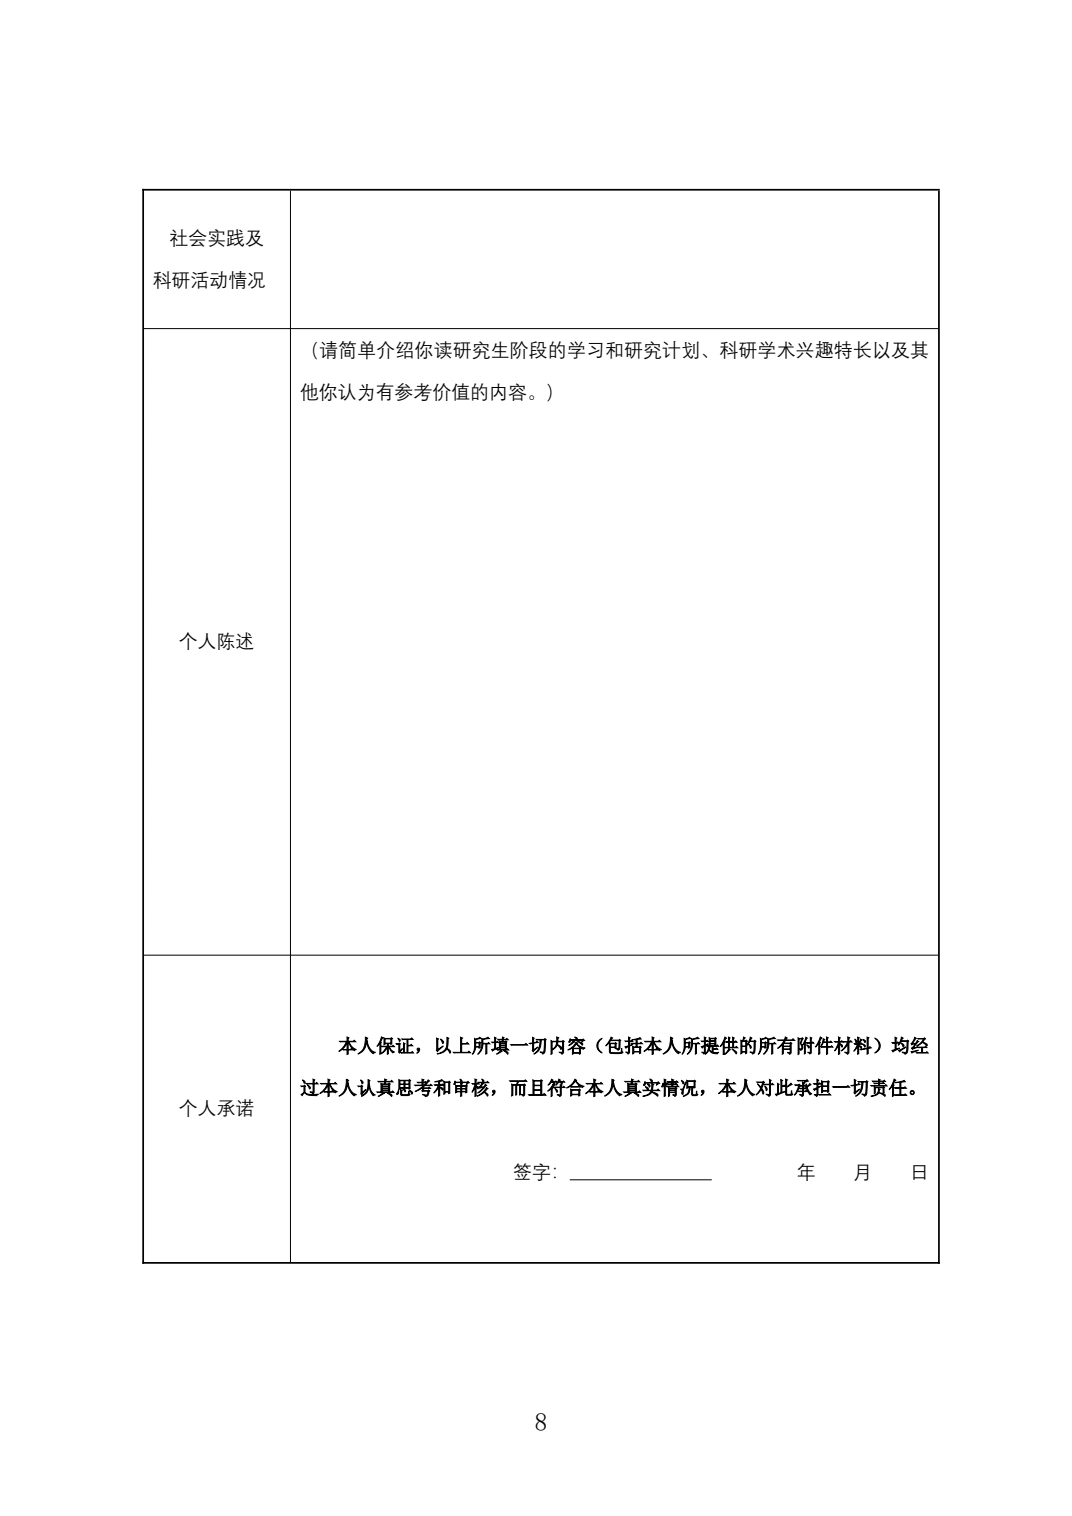 社会实践及
科研活动情况
（请简单介绍你读研究生阶段的学习和研究计划、科研学术兴趣特长以及其
他你认为有参考价值的内容。）
个人陈述
本人保证，以上所填一切内容（包括本人所提供的所有附件材料）均经
过本人认真思考和审核，而且符合本人真实情况，本人对此承担一切责任。
个人承诺
签字: 年 月 日
8